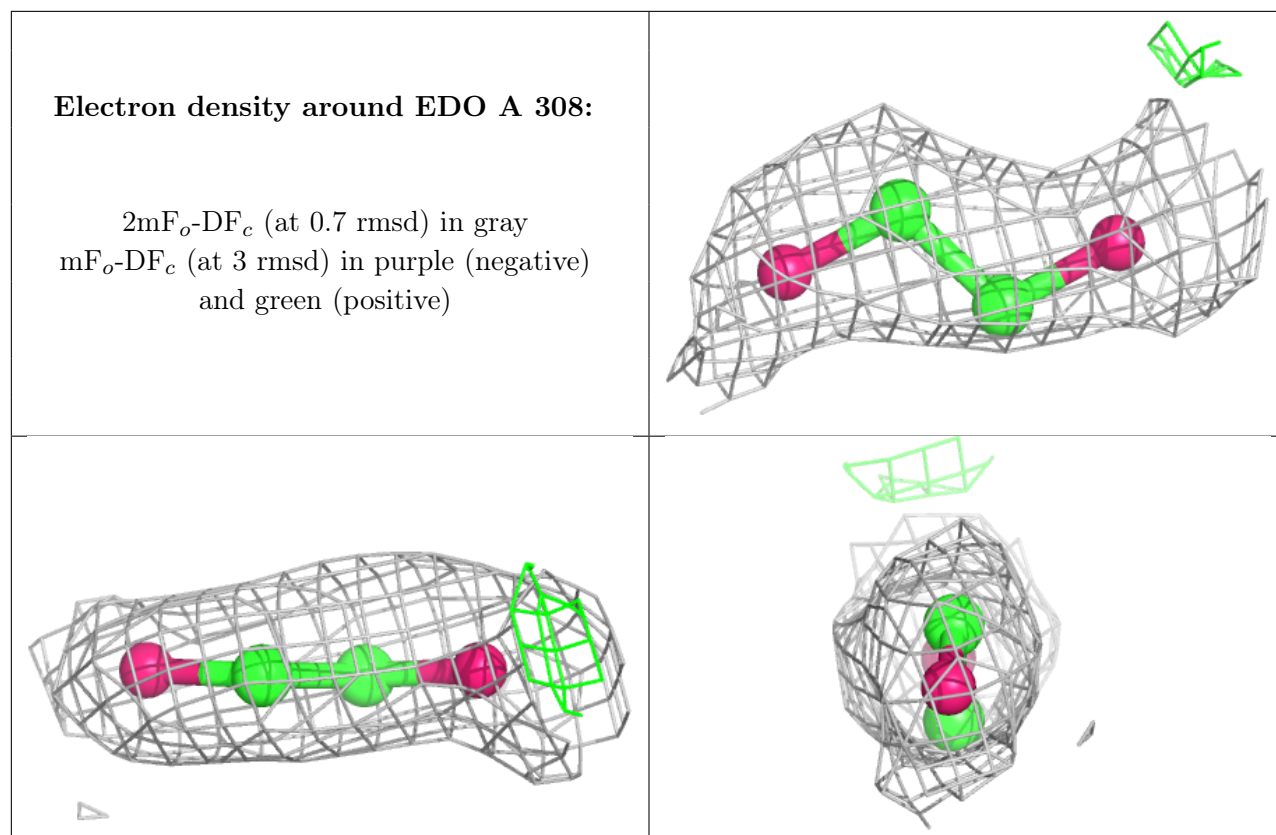 Electron density around EDO A 308:
2mFo-DFc (at 0.7 rmsd) in gray
mFo-DFc (at 3 rmsd) in purple (negative)
and green (positive)